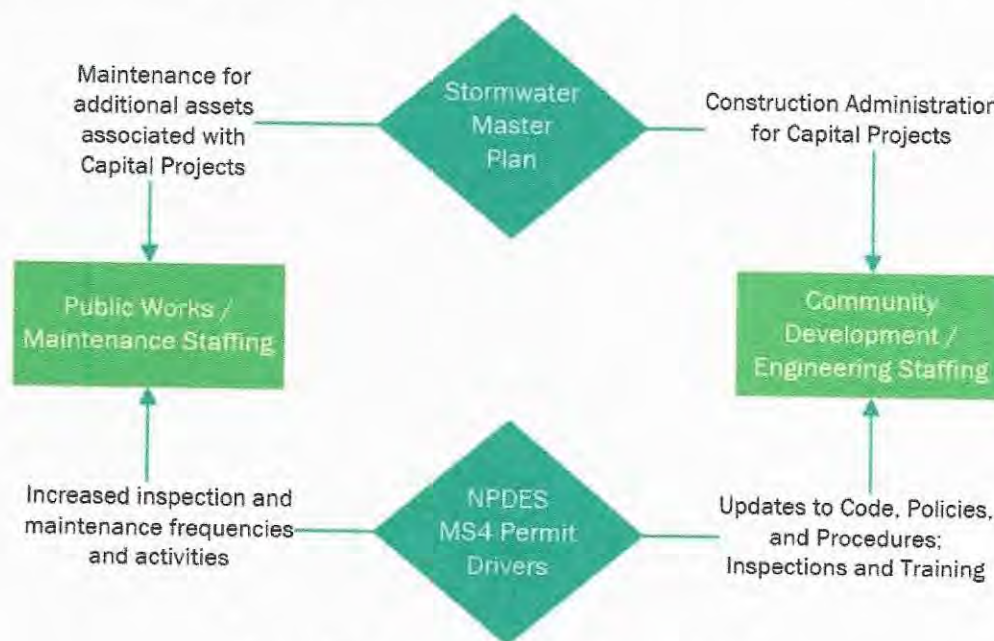 Maintenance for
additional assets
associated with
Capital Projects
Stormwater
Master
Plan
Construction Administration
for Capital Projects
Public Works /
Maintenance Staffing
Community
Development /
Engineering Staffing
Increased inspection and
maintenance frequencies
and activities
NPDES
MS4 Permit
Drivers
Updates to Code, Policies,
and Procedures;
Inspections and Training